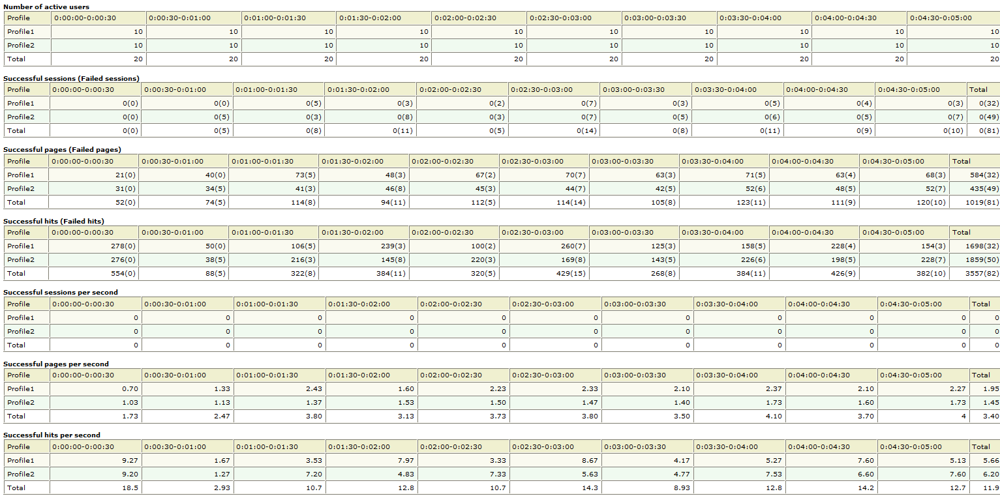 Number of active users
Profile 0:00:00-0:00:30 0:00:30-0:01:00 0:01:00-0:01:30 0:01:30-0:02:00 0:02:00-0:02:30 0:02:30-0:03:00 0:03:00-0:03:30 0:03:30-0:04:00 0:04:00-0:04:30 0:04:30-0:05:00
Profile1 10 10 10 10 10 10 10 10 10 10
Profile2 10 10 10 10 10 10 10 10 10 10
Total 20 20 20 20 20 20 20 20 20 20
Successful sessions (Failed sessions)
Profile 0:00:00-0:00:30 0:00:30-0:01:00 0:01:00-0:01:30 0:01:30-0:02:00 0:02:00-0:02:30 0:02:30-0:03:00 0:03:00-0:03:30 0:03:30-0:04:00 0:04:00-0:04:30 0:04:30-0:05:00 Total
Profile1 0(0) 0(0) 0(5) 0(3) 0(2) 0(7) 0(3) 0(5) 0(4) 0(3) 0(32)
Profile2 0(0) 0(5) 0(3) 0(8) 0(3) 0(7) 0(5) 0(6) 0(5) 0(7) 0(49)
Total 0(0) 0(5) 0(8) 0(11) 0(5) 0(14) 0(8) 0(11) 0(9) 0(10) 0(81)
Successful pages (Failed pages)
Profile 0:00:00-0:00:30 0:00:30-0:01:00 0:01:00-0:01:30 0:01:30-0:02:00 0:02:00-0:02:30 0:02:30-0:03:00 0:03:00-0:03:30 0:03:30-0:04:00 0:04:00-0:04:30 0:04:30-0:05:00 Total
Profile1 21(0) 40(0) 73(5) 48(3) 67(2) 70(7) 63(3) 71(5) 63(4) 68(3) 584(32)
Profile2 31(0) 34(5) 41(3) 46(8) 45(3) 44(7) 42(5) 52(6) 48(5) 52(7) 435(49)
Total 52(0) 74(5) 114(8) 94(11) 112(5) 114(14) 105(8) 123(11) 111(9) 120(10) 1019(81)
Successful hits (Failed hits)
Profile 0:00:00-0:00:30 0:00:30-0:01:00 0:01:00-0:01:30 0:01:30-0:02:00 0:02:00-0:02:30 0:02:30-0:03:00 0:03:00-0:03:30 0:03:30-0:04:00 0:04:00-0:04:30 0:04:30-0:05:00 Total
Profile1 278(0) 50(0) 106(5) 239(3) 100(2) 260(7) 125(3) 158(5) 228(4) 154(3) 1698(32)
Profile2 276(0) 38(5) 216(3) 145(8) 220(3) 169(8) 143(5) 226(6) 198(5) 228(7) 1859(50)
Total 554(0) 88(5) 322(8) 384(11) 320(5) 429(15) 268(8) 384(11) 426(9) 382(10) 3557(82)
Successful sessions per second
Profile 0:00:00-0:00:30 0:00:30-0:01:00 0:01:00-0:01:30 0:01:30-0:02:00 0:02:00-0:02:30 0:02:30-0:03:00 0:03:00-0:03:30 0:03:30-0:04:00 0:04:00-0:04:30 0:04:30-0:05:00 Total
Profile1 0 0 0 0 0 0 0 0 0 0 0
Profile2 0 0 0 0 0 0 0 0 0 0 0
Total 0 0 0 0 0 0 0 0 0 0 0
Successful pages per second
Profile 0:00:00-0:00:30 0:00:30-0:01:00 0:01:00-0:01:30 0:01:30-0:02:00 0:02:00-0:02:30 0:02:30-0:03:00 0:03:00-0:03:30 0:03:30-0:04:00 0:04:00-0:04:30 0:04:30-0:05:00 Total
Profile1 0.70 1.33 2.43 1.60 2.23 2.33 2.10 2.37 2.10 2.27 1.95
Profile2 1.03 1.13 1.37 1.53 1.50 1.47 1.40 1.73 1.60 1.73 1.45
Total 1.73 2.47 3.80 3.13 3.73 3.80 3.50 4.10 3.70 4 3.40
Successful hits per second
Profile 0:00:00-0:00:30 0:00:30-0:01:00 0:01:00-0:01:30 0:01:30-0:02:00 0:02:00-0:02:30 0:02:30-0:03:00 0:03:00-0:03:30 0:03:30-0:04:00 0:04:00-0:04:30 0:04:30-0:05:00 Total
Profile1 9.27 1.67 3.53 7.97 3.33 8.67 4.17 5.27 7.60 5.13 5.66
Profile2 9.20 1.27 7.20 4.83 7.33 5.63 4.77 7.53 6.60 7.60 6.20
Total 18.5 2.93 10.7 12.8 10.7 14.3 8.93 12.8 14.2 12.7 11.9